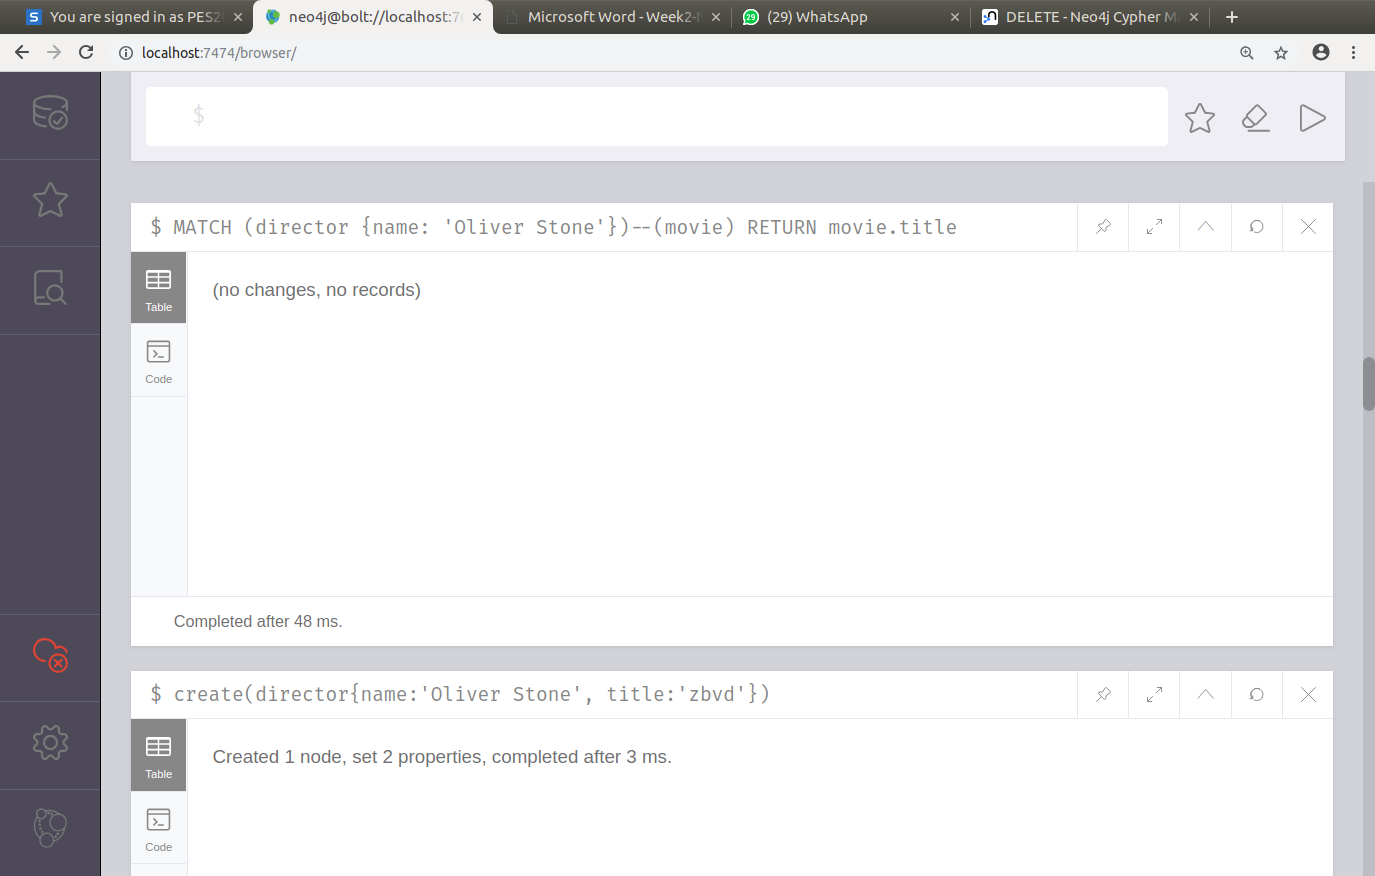 You are signed in as PES2
neo4j@bolt://localhost:7
Microsoft Word - Week2-
(29) WhatsApp
DELETE - Neo4j Cypher M
localhost:7474/browser/
$
$ MATCH (director {name: 'Oliver Stone'})--(movie) RETURN movie.title
Table
(no changes, no records)
Code
Completed after 48 ms.
$ create(director{name:'Oliver Stone', title:'zbvd'})
Table
Created 1 node, set 2 properties, completed after 3 ms.
Code